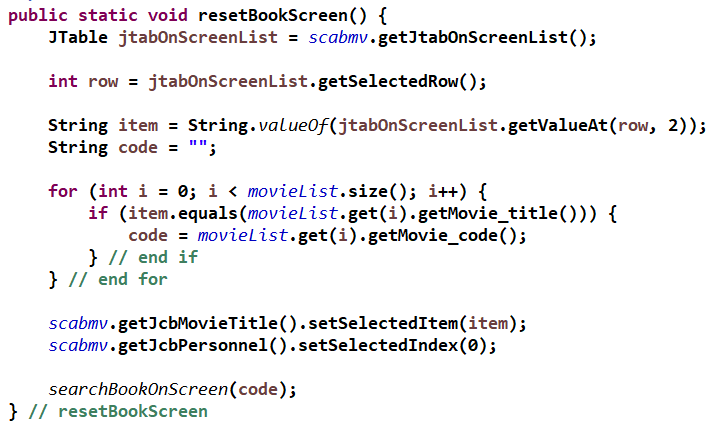 public static void resetBookScreen() {
    JTable jtabOnScreenList = scabmv.getJtabOnScreenList();

    int row = jtabOnScreenList.getSelectedRow();

    String item = String.valueOf(jtabOnScreenList.getValueAt(row, 2));
    String code = "";

    for (int i = 0; i < movieList.size(); i++) {
        if (item.equals(movieList.get(i).getMovie_title())) {
            code = movieList.get(i).getMovie_code();
        } // end if
    } // end for

    scabmv.getJcbMovieTitle().setSelectedItem(item);
    scabmv.getJcbPersonnel().setSelectedIndex(0);

    searchBookOnScreen(code);
} // resetBookScreen